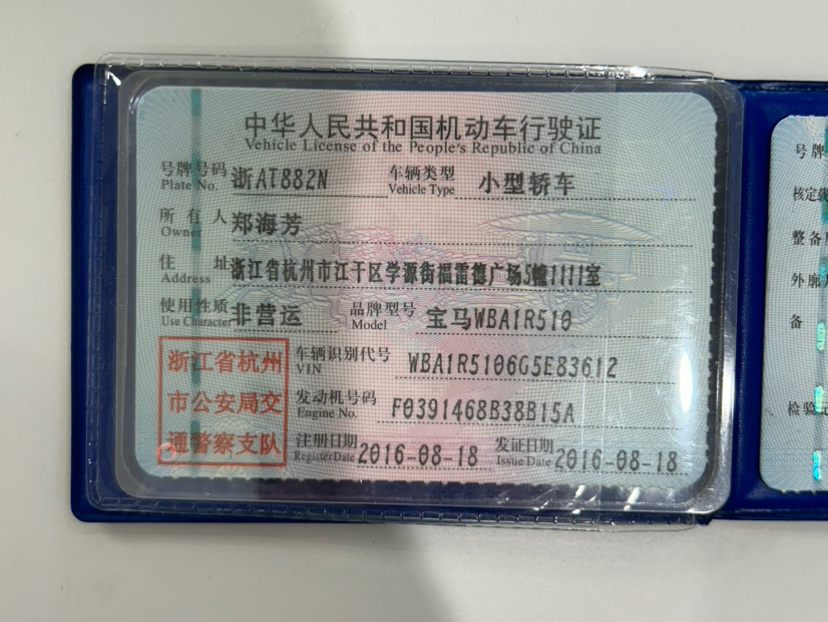 中华人民共和国机动车行驶证
Vehicle License of the People's Republic of China
号牌号码 Plate No. 浙AT882N 车辆类型 Vehicle Type 小型轿车
所有人 Owner 郑海芳
住址 Address 浙江省杭州市江干区学源街福雷德广场5幢1111室
使用性质 Use Character 非营运 品牌型号 Model 宝马WBA1R510
浙江省杭州
市公安局交
通警察支队
车辆识别代号 VIN WBA1R5106G5E83612
发动机号码 Engine No. F0391468B38B15A
注册日期 Register Date 2016-08-18 发证日期 Issue Date 2016-08-18
号牌
核定载
整备
外廓
备
检验记